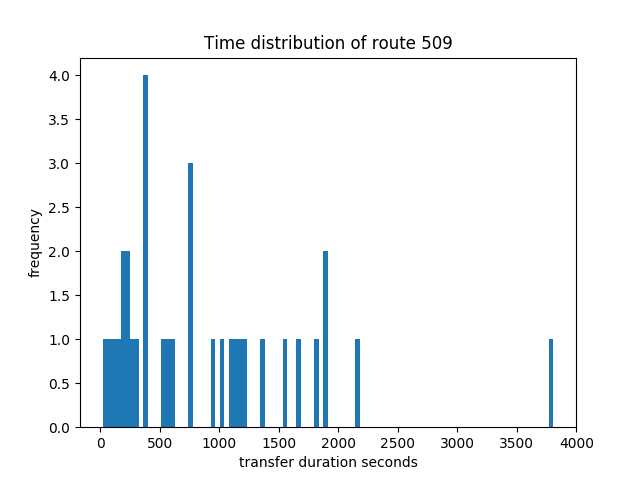 Time distribution of route 509
4.0
3.5
3.0
2.5
2.0
1.5
1.0
0.5
0.0
frequency
0 500 1000 1500 2000 2500 3000 3500 4000
transfer duration seconds